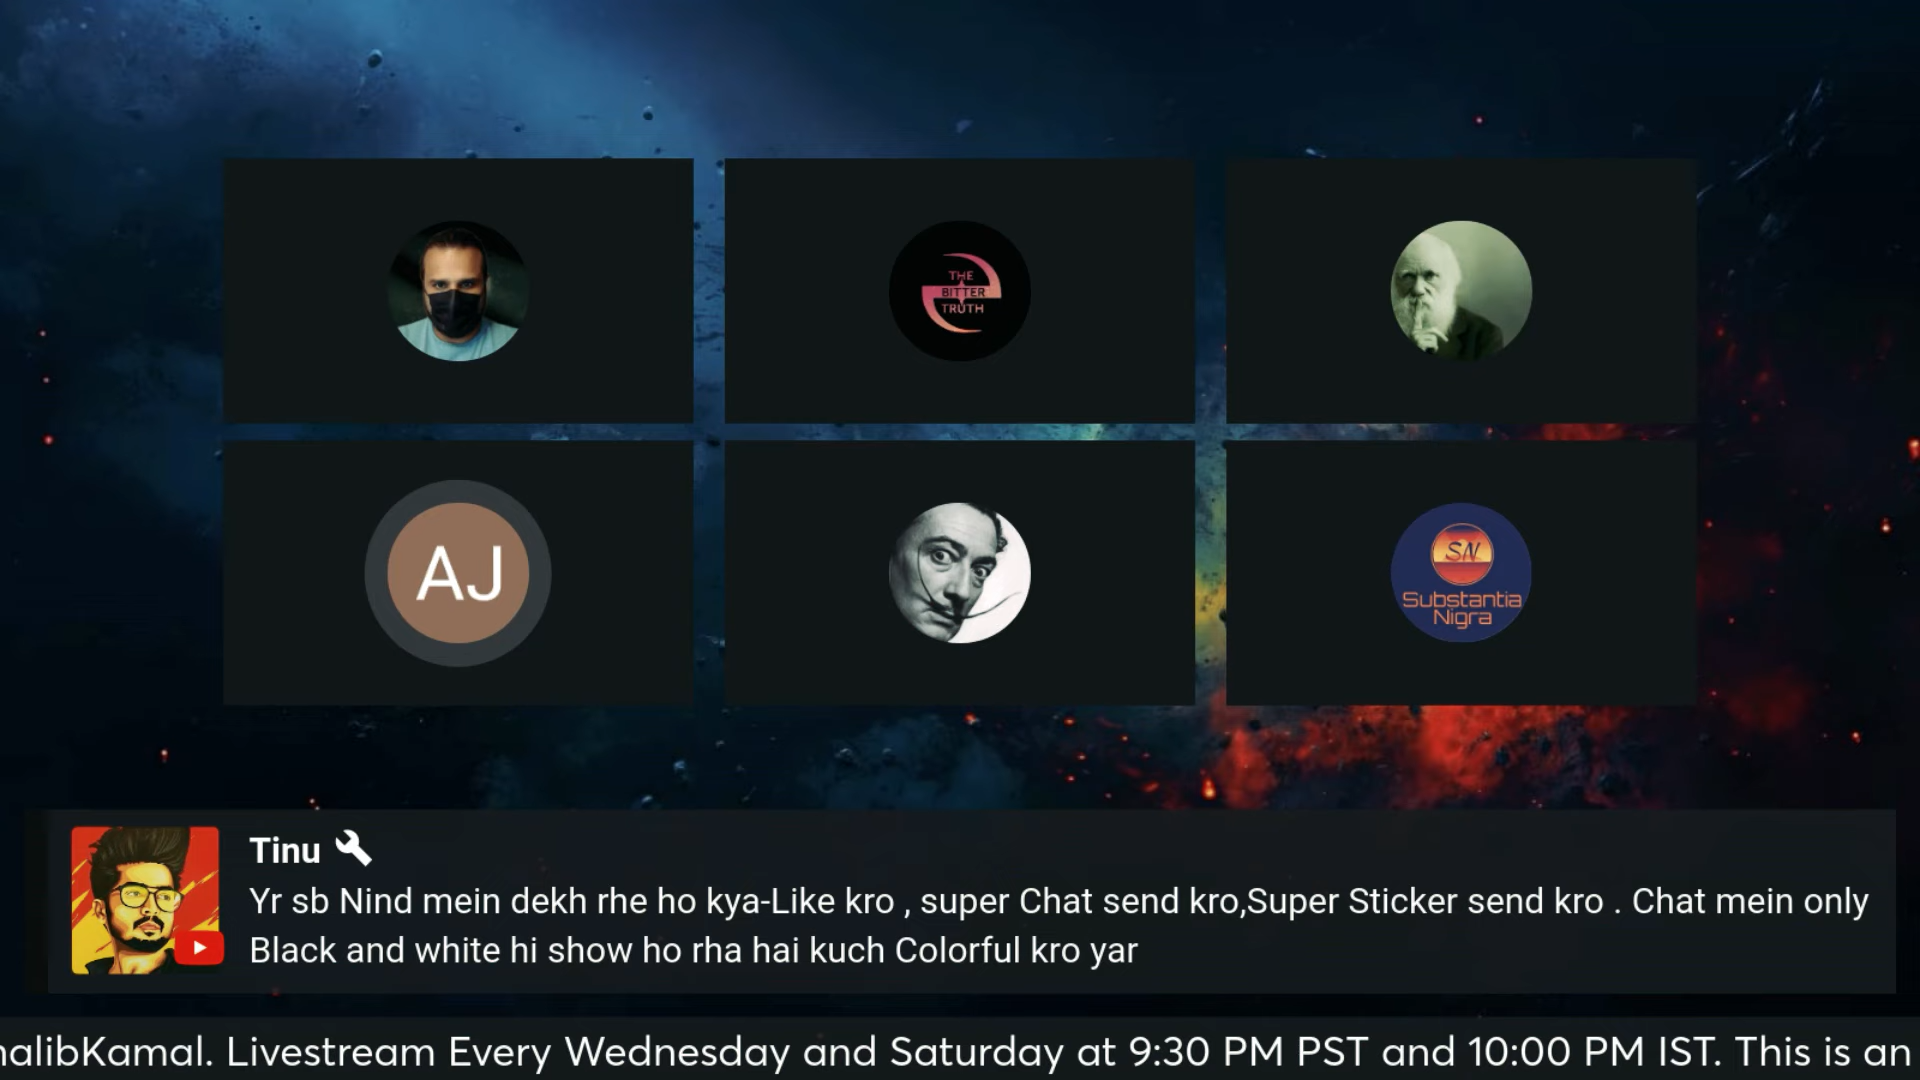 THE
BITTER
TRUTH
AJ
SN
Substantia
Nigra
Tinu
Yr sb Nind mein dekh rhe ho kya-Like kro , super Chat send kro,Super Sticker send kro . Chat mein only
Black and white hi show ho rha hai kuch Colorful kro yar
halibKamal. Livestream Every Wednesday and Saturday at 9:30 PM PST and 10:00 PM IST. This is an